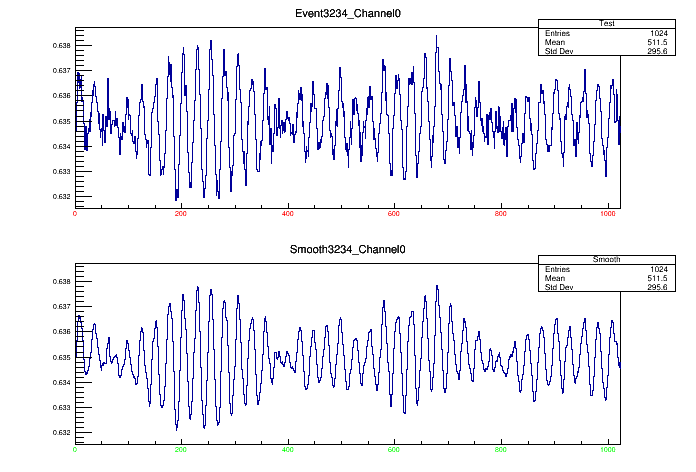 Event3234_Channel0
Test
Entries 1024
Mean 511.5
Std Dev 295.6
0.638
0.637
0.636
0.635
0.634
0.633
0.632
0 200 400 600 800 1000
Smooth3234_Channel0
Smooth
Entries 1024
Mean 511.5
Std Dev 295.6
0.638
0.637
0.636
0.635
0.634
0.633
0.632
0 200 400 600 800 1000